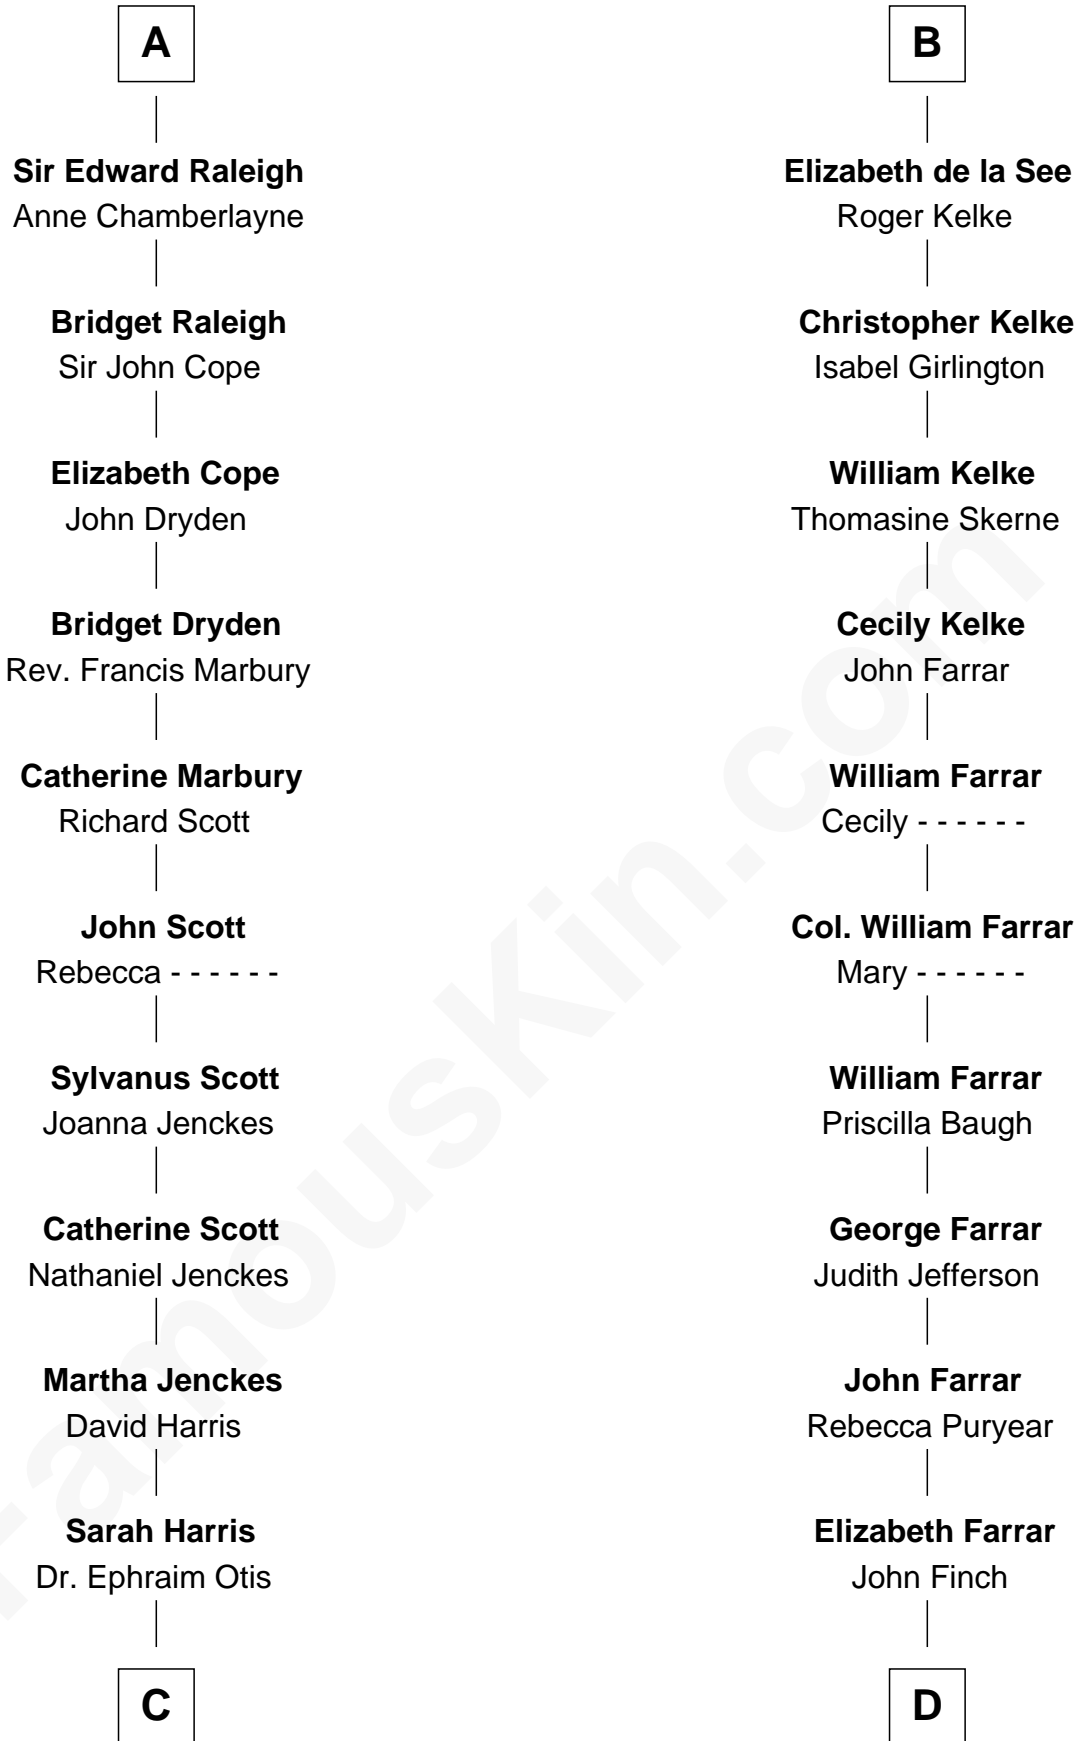 A
Sir Edward Raleigh
Anne Chamberlayne
Bridget Raleigh
Sir John Cope
Elizabeth Cope
John Dryden
Bridget Dryden
Rev. Francis Marbury
Catherine Marbury
Richard Scott
John Scott
Rebecca - - - - - -
Sylvanus Scott
Joanna Jenckes
Catherine Scott
Nathaniel Jenckes
Martha Jenckes
David Harris
Sarah Harris
Dr. Ephraim Otis
C
B
Elizabeth de la See
Roger Kelke
Christopher Kelke
Isabel Girlington
William Kelke
Thomasine Skerne
Cecily Kelke
John Farrar
William Farrar
Cecily - - - - - -
Col. William Farrar
Mary - - - - - -
William Farrar
Priscilla Baugh
George Farrar
Judith Jefferson
John Farrar
Rebecca Puryear
Elizabeth Farrar
John Finch
D
FamousKin.com